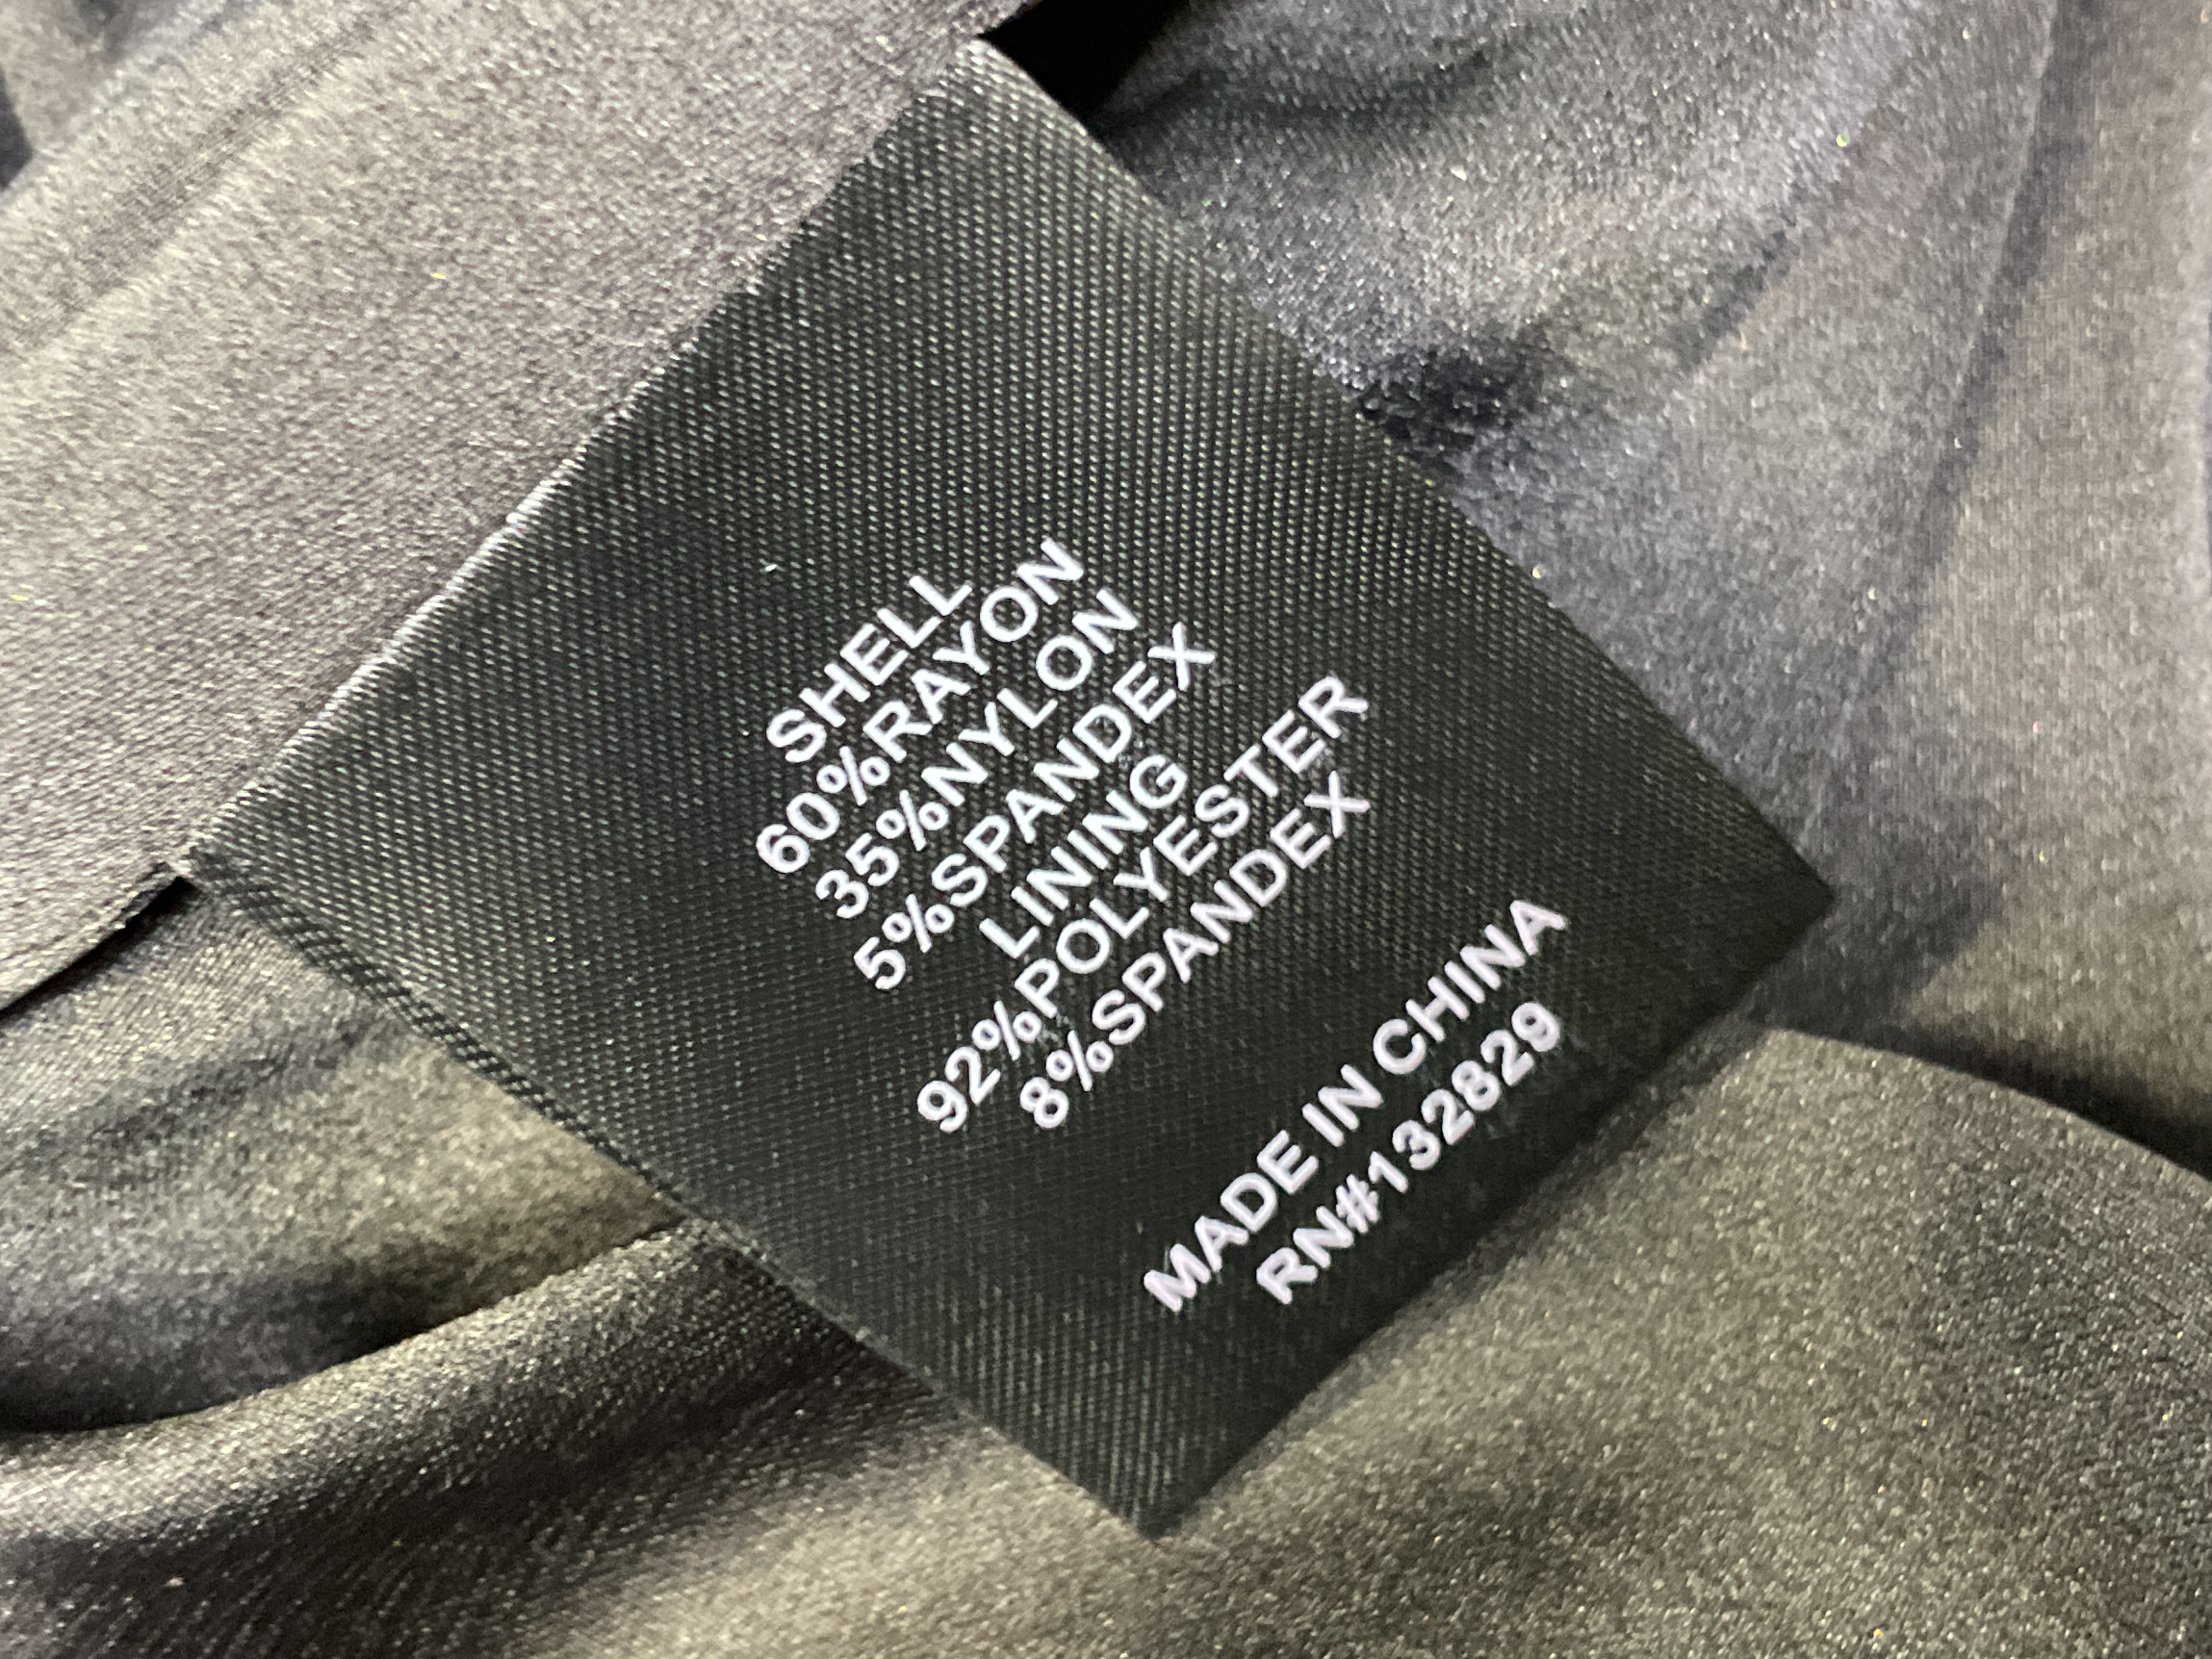 SHELL
60%RAYON
35%NYLON
5%SPANDEX
LINING
92%POLYESTER
8%SPANDEX
MADE IN CHINA
RN#132829